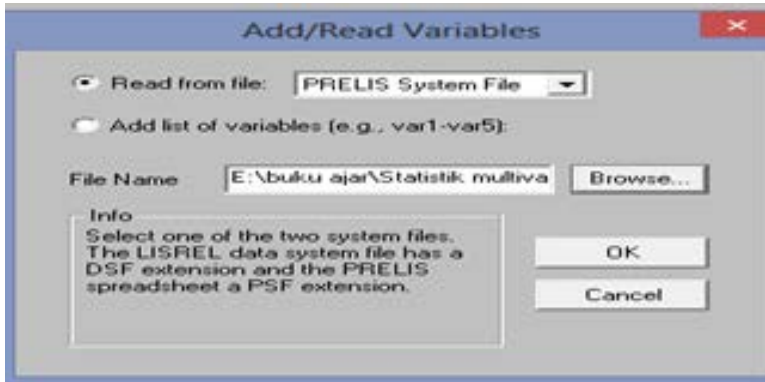 Add/Read Variables
Read from file: PRELIS System File
Add list of variables (e.g., var1-var5):
File Name E:\buku ajar\Statistik multiva Browse...
Info
Select one of the two system files.
The LISREL data system file has a
DSF extension and the PRELIS
spreadsheet a PSF extension.
OK
Cancel